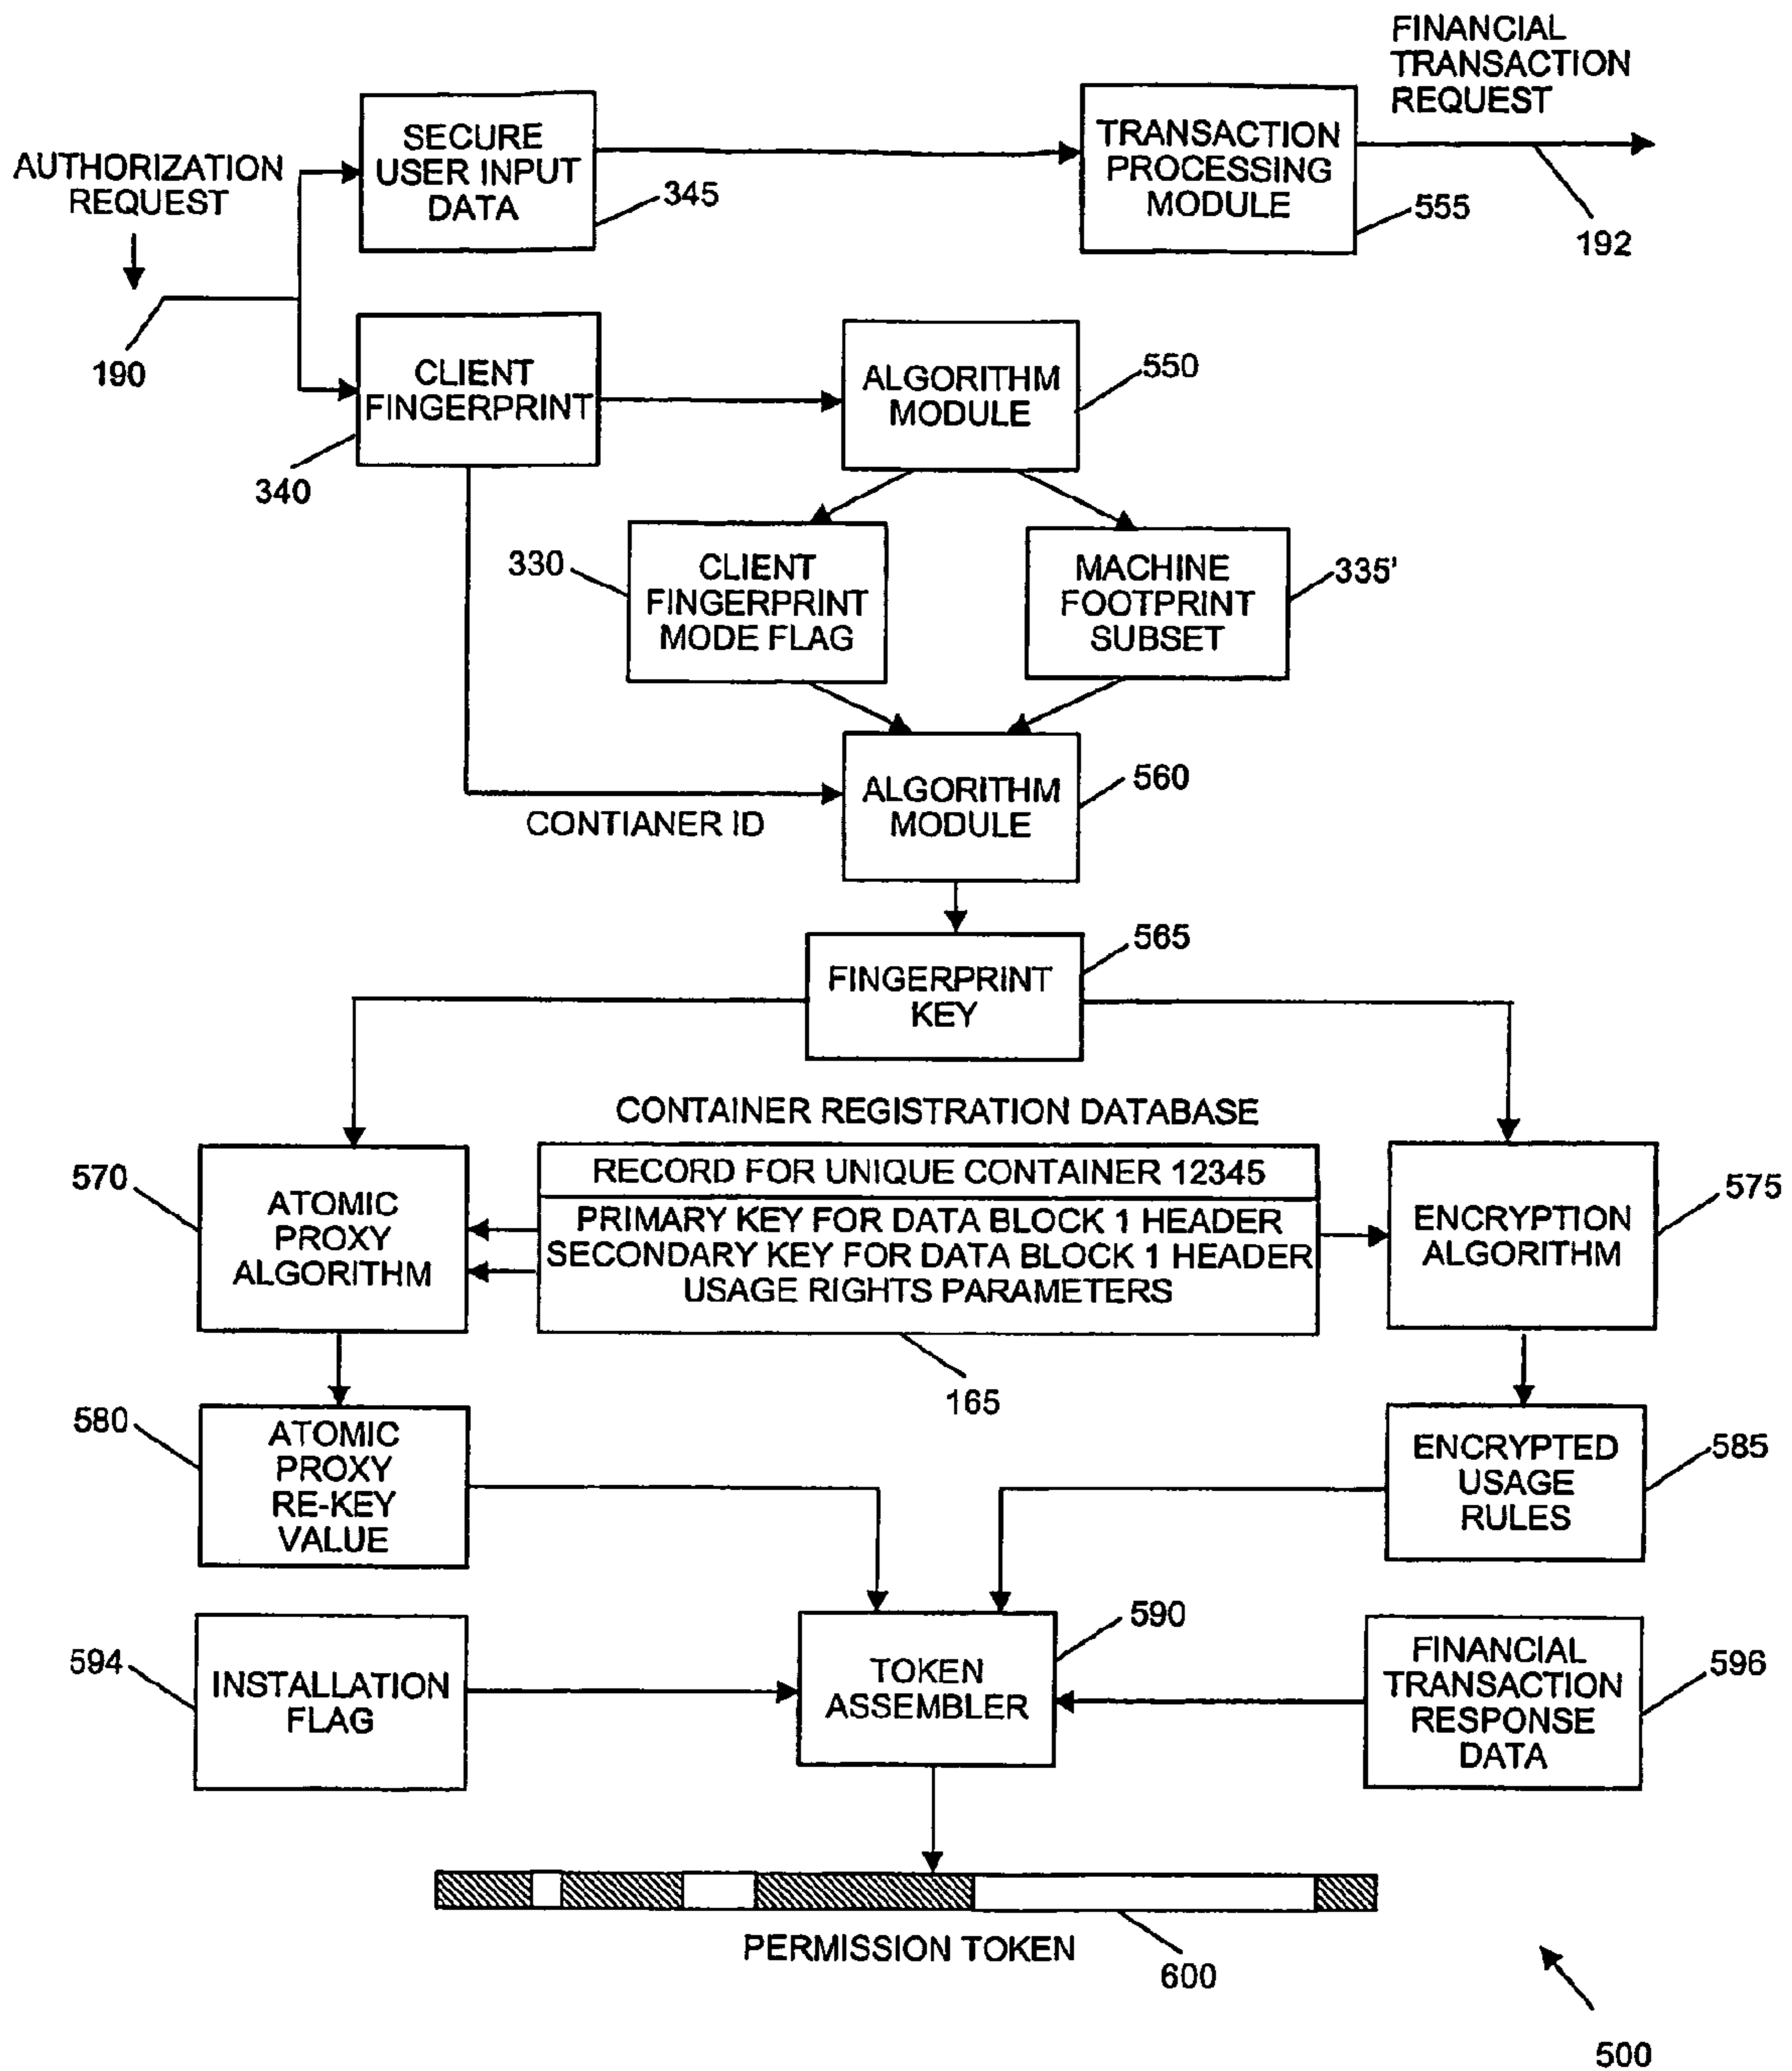 FINANCIAL
TRANSACTION
REQUEST
AUTHORIZATION
REQUEST
190
SECURE
USER INPUT
DATA
345
TRANSACTION
PROCESSING
MODULE
555
192
CLIENT
FINGERPRINT
340
ALGORITHM
MODULE
550
330
CLIENT
FINGERPRINT
MODE FLAG
MACHINE
FOOTPRINT
SUBSET
335'
CONTIANER ID
ALGORITHM
MODULE
560
FINGERPRINT
KEY
565
CONTAINER REGISTRATION DATABASE
570
ATOMIC
PROXY
ALGORITHM
RECORD FOR UNIQUE CONTAINER 12345
PRIMARY KEY FOR DATA BLOCK 1 HEADER
SECONDARY KEY FOR DATA BLOCK 1 HEADER
USAGE RIGHTS PARAMETERS
165
ENCRYPTION
ALGORITHM
575
580
ATOMIC
PROXY
RE-KEY
VALUE
ENCRYPTED
USAGE
RULES
585
594
INSTALLATION
FLAG
TOKEN
ASSEMBLER
590
FINANCIAL
TRANSACTION
RESPONSE
DATA
596
PERMISSION TOKEN
600
500